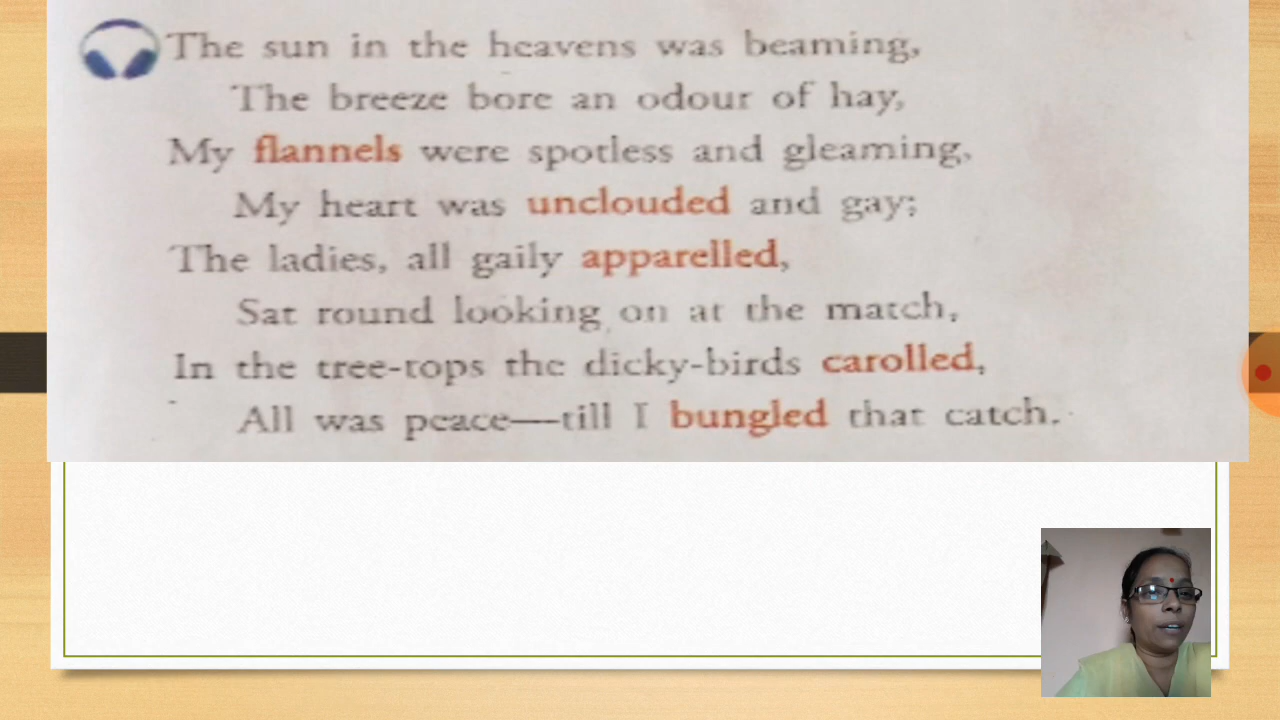 The sun in the heavens was beaming,
The breeze bore an odour of hay,
My flannels were spotless and gleaming,
My heart was unclouded and gay;
The ladies, all gaily apparelled,
Sat round looking on at the match,
In the tree-tops the dicky-birds carolled,
All was peace—till I bungled that catch.